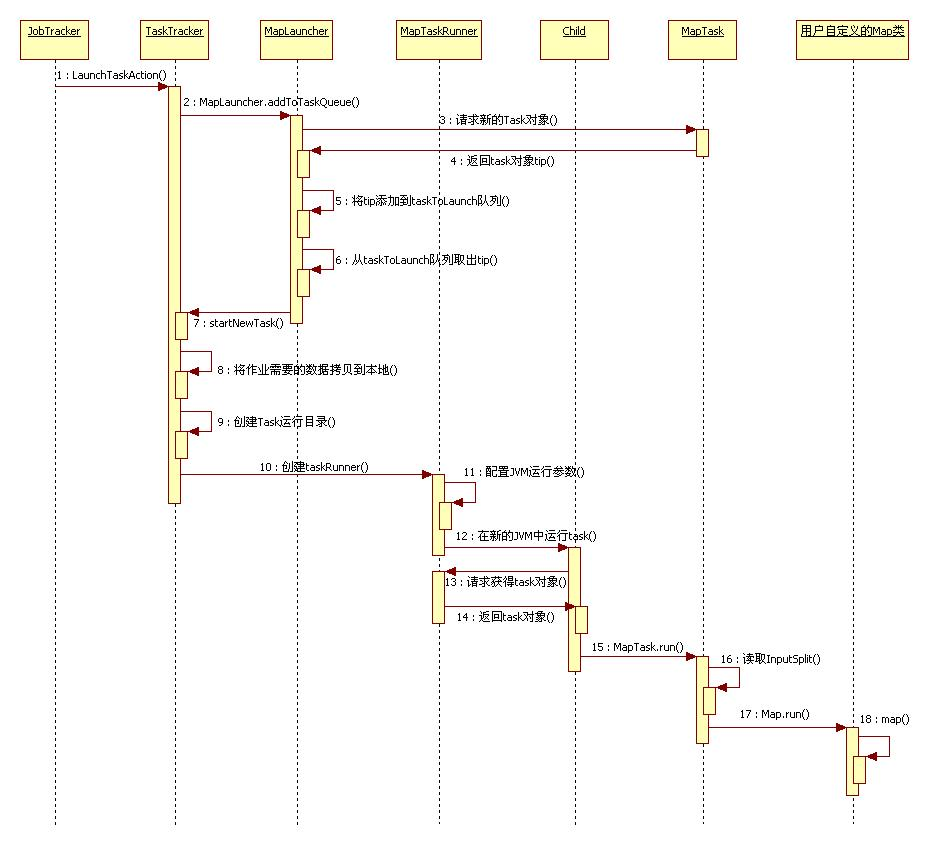 JobTracker
TaskTracker
MapLauncher
MapTaskRunner
Child
MapTask
用户自定义的Map类
1 : LaunchTaskAction()
2 : MapLauncher.addToTaskQueue()
3 : 请求新的Task对象()
4 : 返回task对象tip()
5 : 将tip添加到taskToLaunch队列()
6 : 从taskToLaunch队列取出tip()
7 : startNewTask()
8 : 将作业需要的数据拷贝到本地()
9 : 创建Task运行目录()
10 : 创建taskRunner()
11 : 配置JVM运行参数()
12 : 在新的JVM中运行task()
13 : 请求获得task对象()
14 : 返回task对象()
15 : MapTask.run()
16 : 读取InputSplit()
17 : Map.run()
18 : map()